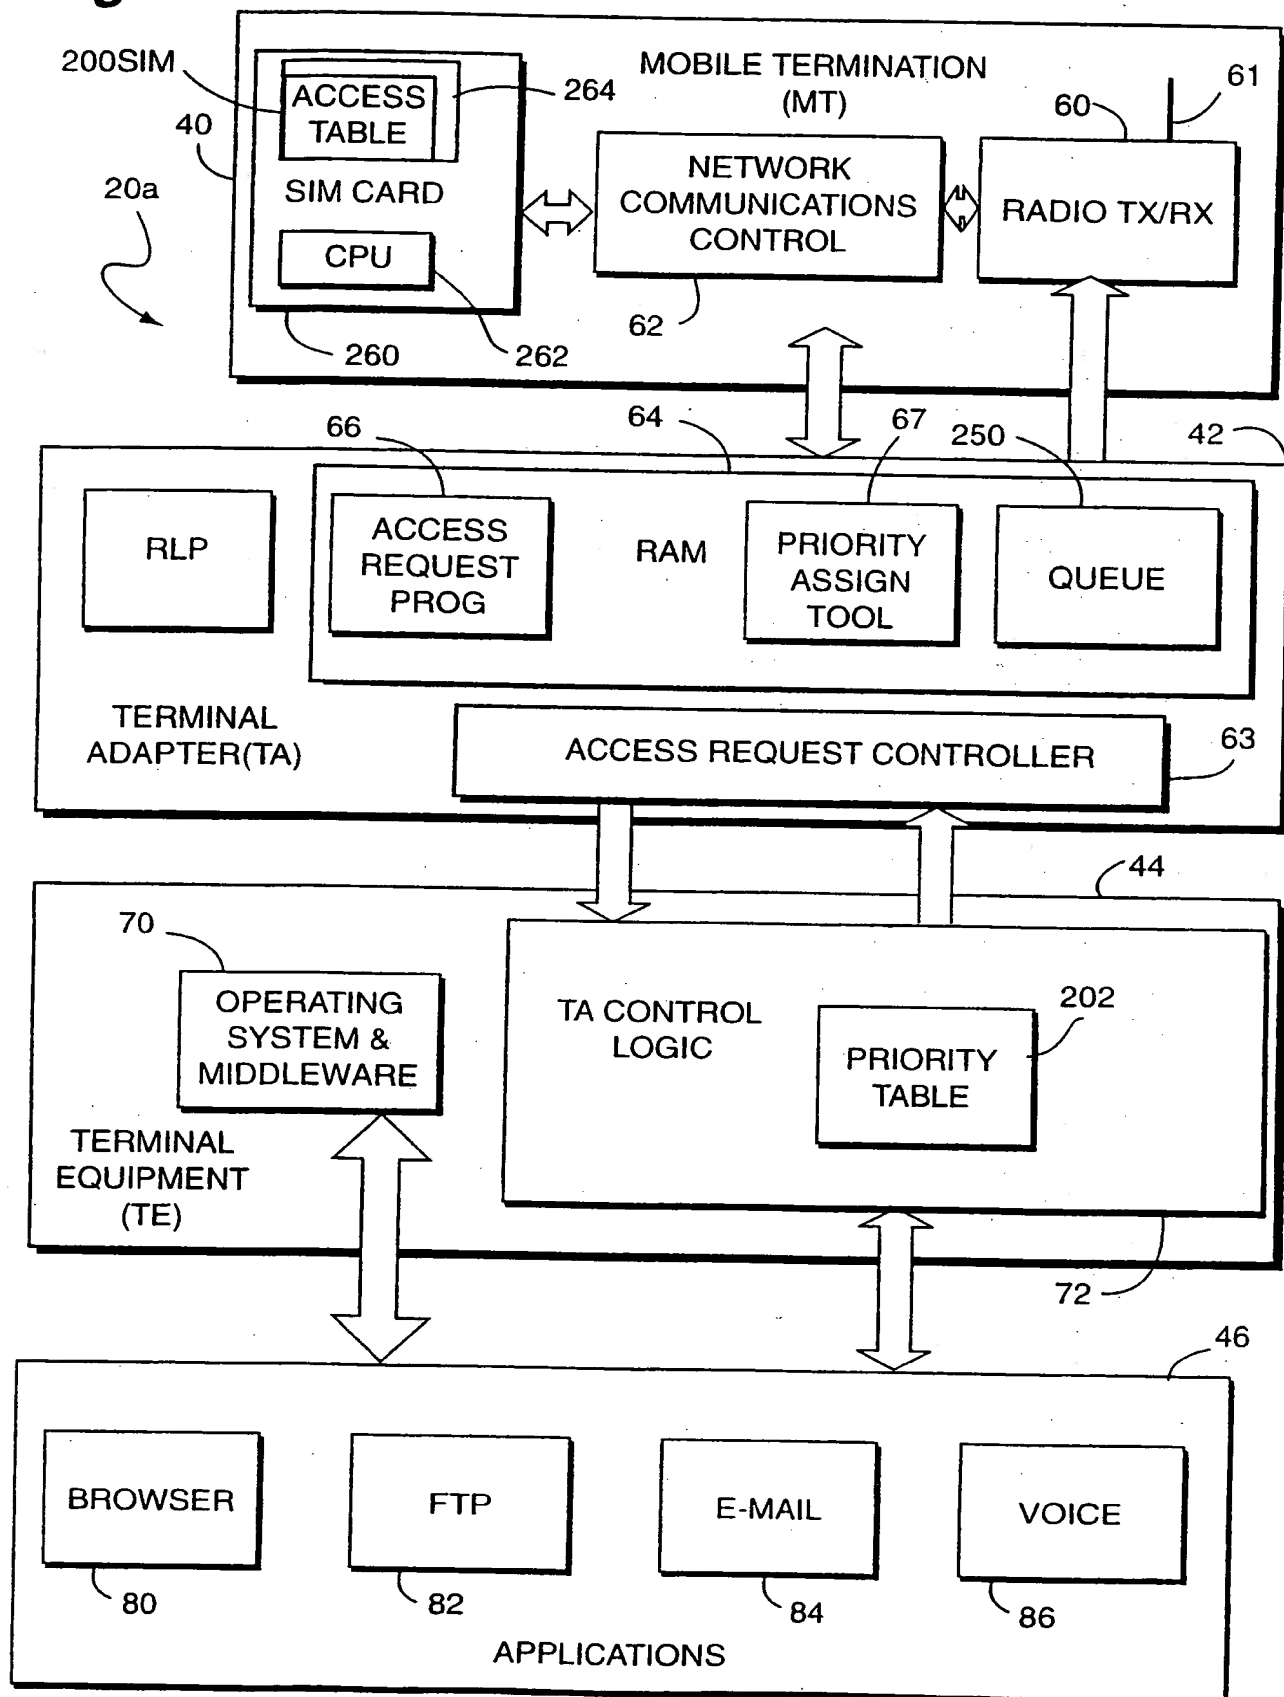 MOBILE TERMINATION
(MT)
200SIM
ACCESS
TABLE
264
61
60
40
20a
SIM CARD
NETWORK
COMMUNICATIONS
CONTROL
RADIO TX/RX
CPU
62
260
262
66
64
67
250
42
RLP
ACCESS
REQUEST
PROG
RAM
PRIORITY
ASSIGN
TOOL
QUEUE
TERMINAL
ADAPTER(TA)
ACCESS REQUEST CONTROLLER
63
44
70
OPERATING
SYSTEM &
MIDDLEWARE
TA CONTROL
LOGIC
202
PRIORITY
TABLE
TERMINAL
EQUIPMENT
(TE)
72
46
BROWSER
FTP
E-MAIL
VOICE
80
82
84
86
APPLICATIONS